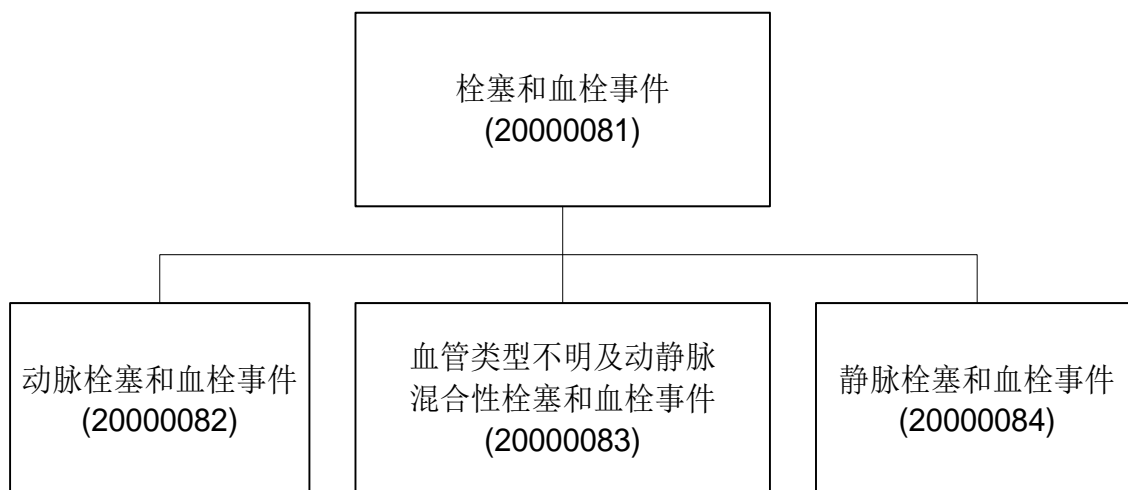 栓塞和血栓事件
(20000081)
动脉栓塞和血栓事件
(20000082)
血管类型不明及动静脉
混合性栓塞和血栓事件
(20000083)
静脉栓塞和血栓事件
(20000084)